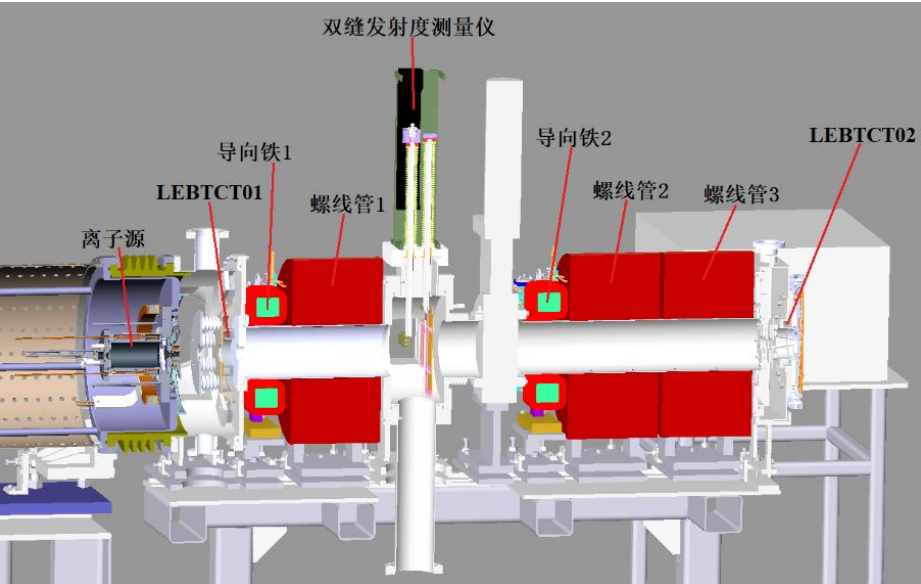 双缝发射度测量仪
导向铁1
导向铁2
LEBTCT02
LEBTCT01
螺线管1
螺线管2
螺线管3
离子源